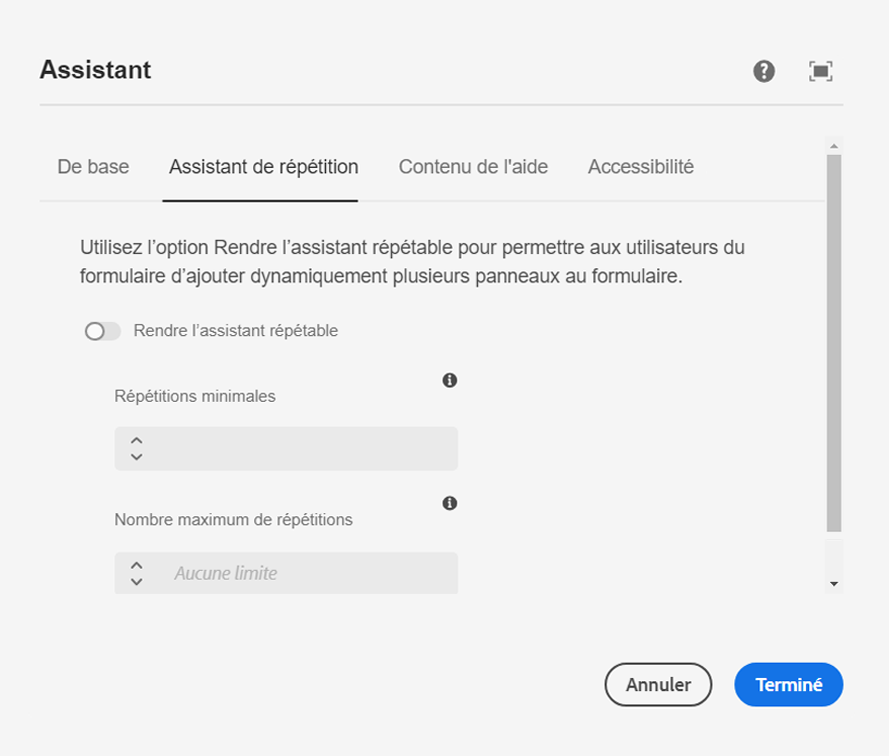 Assistant
De base
Assistant de répétition
Contenu de l'aide
Accessibilité
Utilisez l’option Rendre l’assistant répétable pour permettre aux utilisateurs du
formulaire d’ajouter dynamiquement plusieurs panneaux au formulaire.
Rendre l’assistant répétable
Répétitions minimales
Nombre maximum de répétitions
Aucune limite
Annuler
Terminé